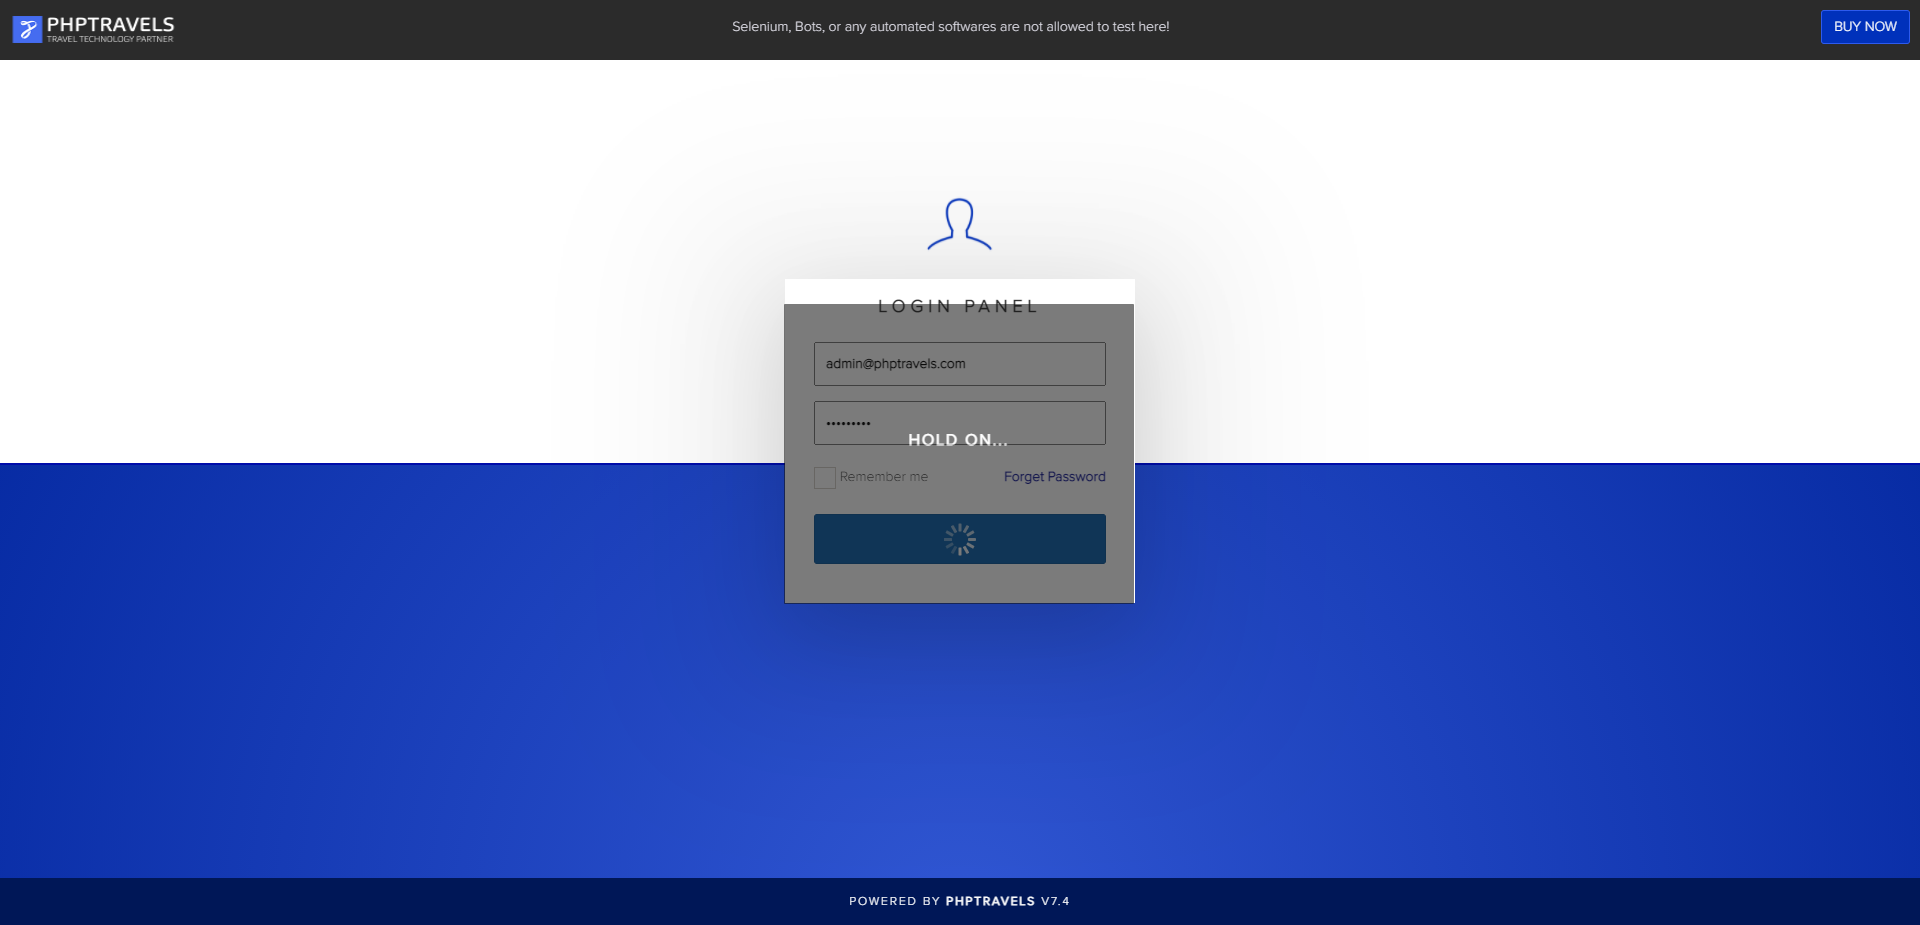 PHPTRAVELS
TRAVEL TECHNOLOGY PARTNER
Selenium, Bots, or any automated softwares are not allowed to test here!
BUY NOW
LOGIN PANEL
admin@phptravels.com
•••••••••
HOLD ON...
Remember me
Forget Password
POWERED BY PHPTRAVELS V7.4